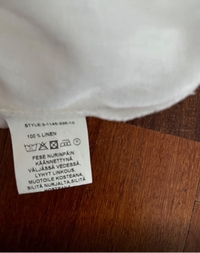 100 % LINEN
PESE NURINPÄIN
KÄÄNNETTYNÄ
VÄLJÄSSÄ VEDESSÄ,
LYHYT LINKOUS,
MUOTOILE KOSTEANA,
SILITÄ NURJALTA,SILITÄ